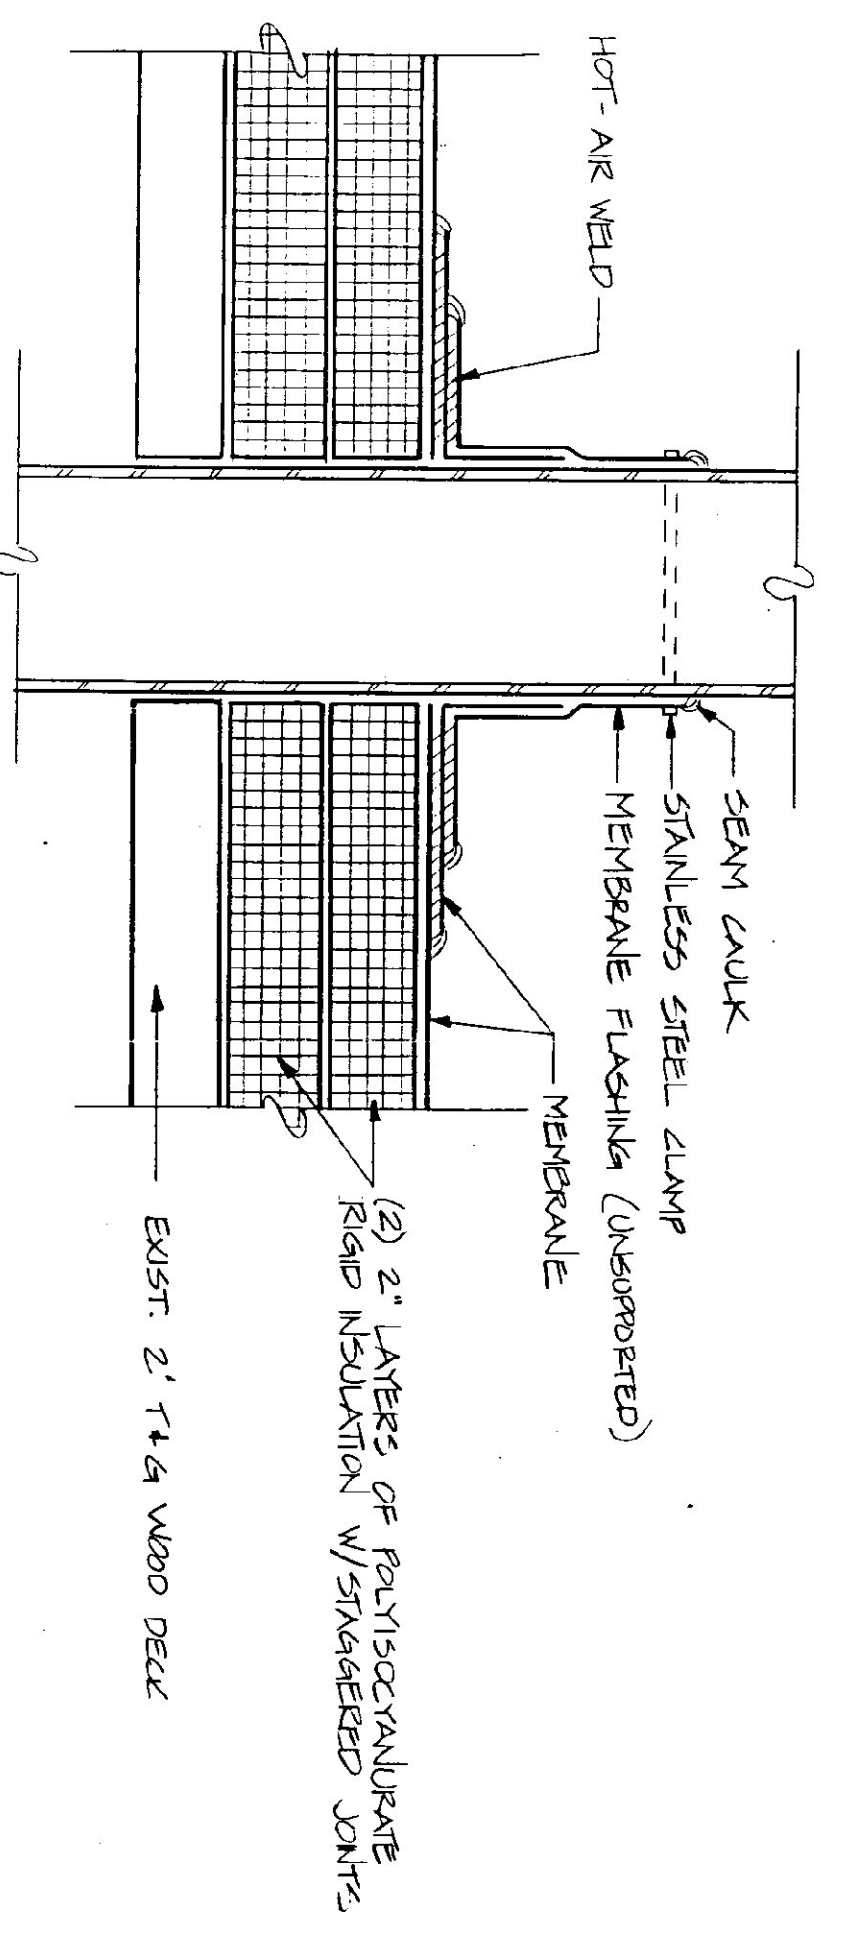 HOT-AIR WELD
SEAM CAULK
STAINLESS STEEL CLAMP
MEMBRANE FLASHING (UNSUPPORTED)
MEMBRANE
(2) 2" LAYERS OF POLYISOCYANURATE
RIGID INSULATION W/STAGGERED JOINTS
EXIST. 2' T+G WOOD DECK